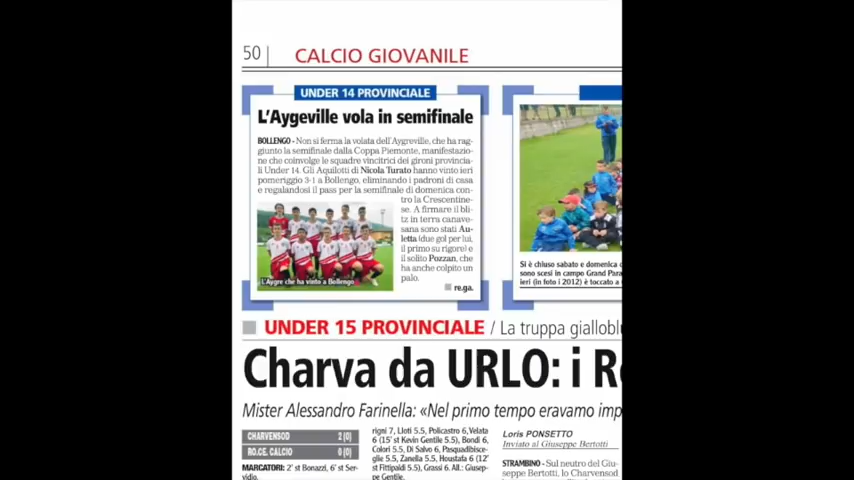 50 | CALCIO GIOVANILE
UNDER 14 PROVINCIALE
L'Aygeville vola in semifinale
BOLLENGO - Non si ferma la volata dell'Aygreville, che ha rag-
giunto la semifinale dalla Coppa Piemonte, manifestazio-
ne che coinvolge le squadre vincitrici dei gironi provincia-
li Under 14. Gli Aquilotti di Nicola Turato hanno vinto ieri
pomeriggio 3-1 a Bollengo, eliminando i padroni di casa
e regalandosi il pass per la semifinale di domenica con-
tro la Crescentine-
se. A firmare il bli-
tz in terra canave-
sana sono stati Au-
letta (due gol per lui,
il primo su rigore) e
il solito Pozzan, che
ha anche colpito un
palo.
re.ga.
L'Aygre che ha vinto a Bollengo
Si è chiuso sabato e domenica
sono scesi in campo Grand Para
ieri (in foto i 2012) è toccato a
UNDER 15 PROVINCIALE / La truppa giallobl
Charva da URLO: i R
Mister Alessandro Farinella: «Nel primo tempo eravamo imp
CHARVENSOD 2 (0)
RO.CE. CALCIO 0 (0)
MARCATORI: 2' st Bonazzi, 6' st Ser-
vidio.
rigni 7, Lloti 5.5, Policastro 6, Velata
6 (15' st Kevin Gentile 5.5), Bondi 6,
Colori 5.5, Di Salvo 6, Pasquadibisce-
glie 5.5, Zanella 5.5, Houstafa 6 (12'
st Fittipaldi 5.5), Grassi 6. All.: Giusep-
pe Gentile.
Loris PONSETTO
Inviato al Giuseppe Bertotti
STRAMBINO - Sul neutro del Giu-
seppe Bertotti, lo Charvensod